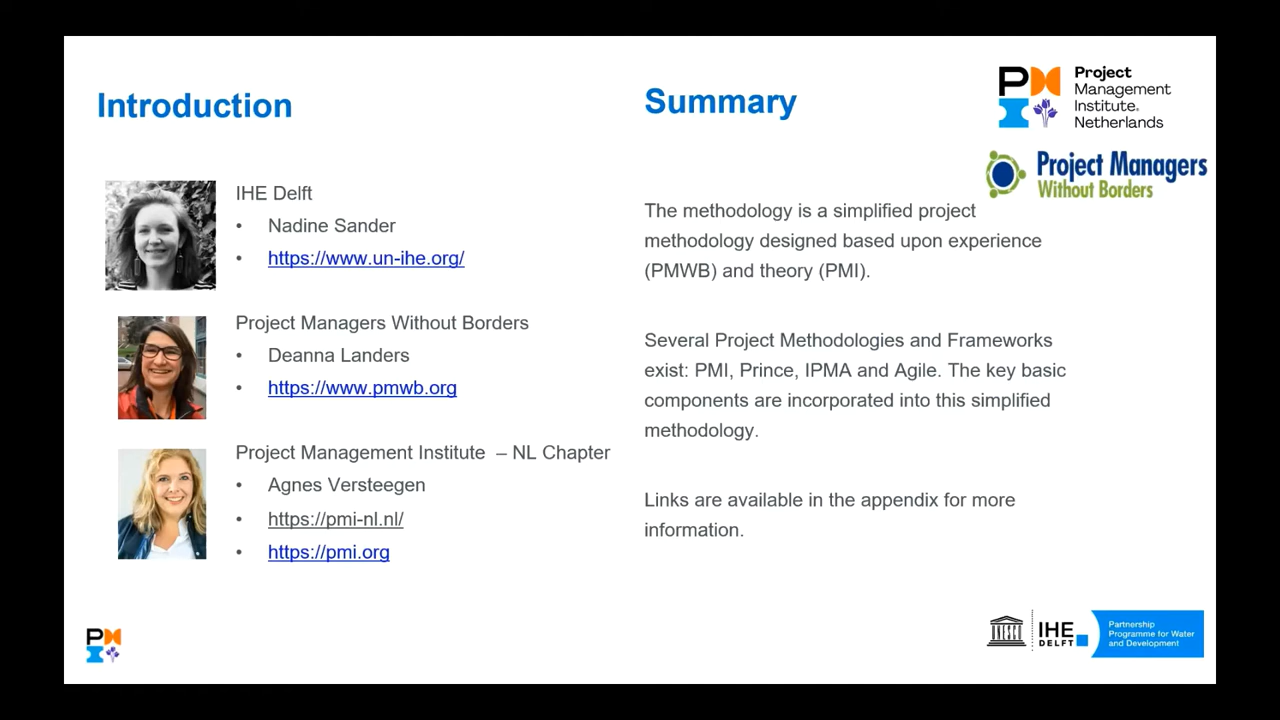 Introduction
IHE Delft
• Nadine Sander
• https://www.un-ihe.org/
Project Managers Without Borders
• Deanna Landers
• https://www.pmwb.org
Project Management Institute – NL Chapter
• Agnes Versteegen
• https://pmi-nl.nl/
• https://pmi.org
Summary
The methodology is a simplified project
methodology designed based upon experience
(PMWB) and theory (PMI).
Several Project Methodologies and Frameworks
exist: PMI, Prince, IPMA and Agile. The key basic
components are incorporated into this simplified
methodology.
Links are available in the appendix for more
information.
Project
Management
Institute.
Netherlands
Project Managers
Without Borders
UNESCO
IHE
DELFT
Partnership
Programme for Water
and Development